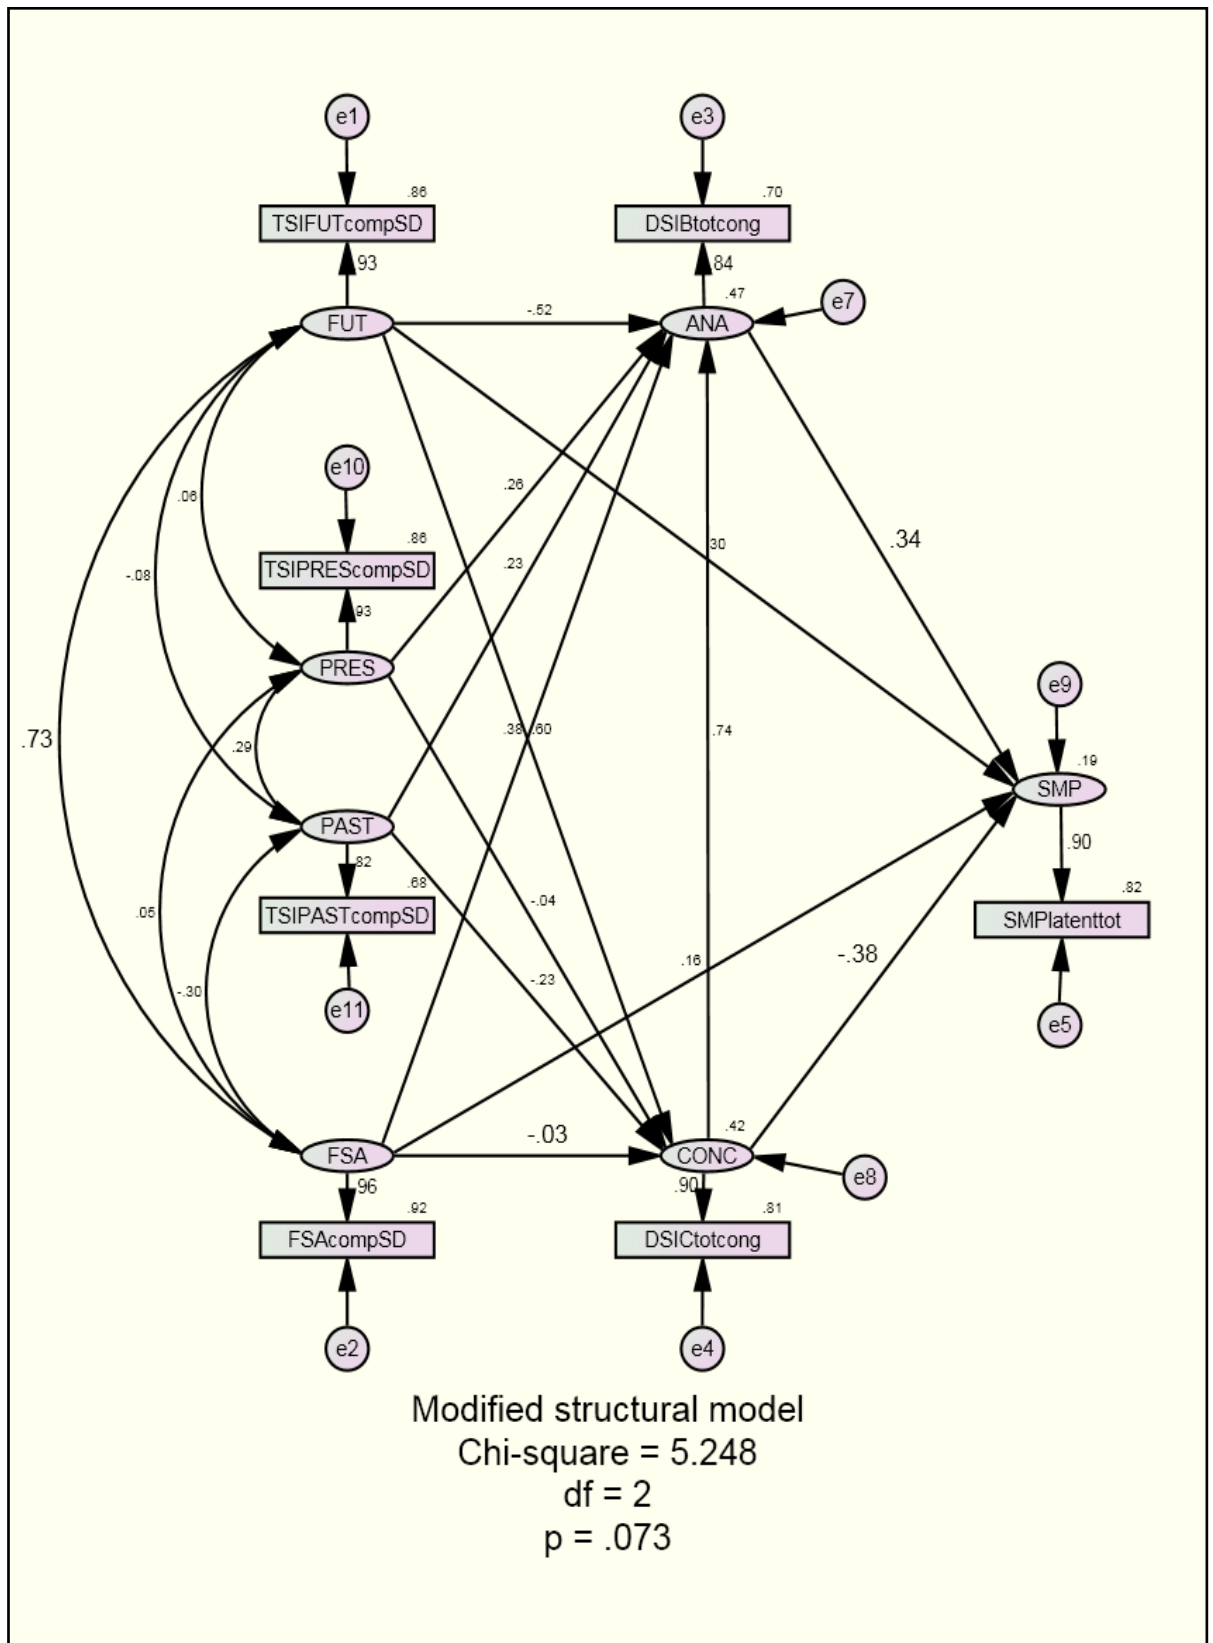 e1
e3
.86
.70
TSIFUTcompSD
DSIBtotcong
.93
.84
.47
e7
FUT
-.52
ANA
e10
.06
.26
.86
.30
.34
TSIPREScompSD
.23
-.08
.93
PRES
e9
.73
.29
.38
.60
.74
.19
SMP
PAST
.82
.90
.68
-.04
.82
TSIPASTcompSD
.05
SMPlatenttot
.16
-.38
-.30
-.23
e11
e5
-.03
.42
FSA
CONC
e8
.96
.90
.92
.81
FSAcompSD
DSICtotcong
e2
e4
Modified structural model
Chi-square = 5.248
df = 2
p = .073